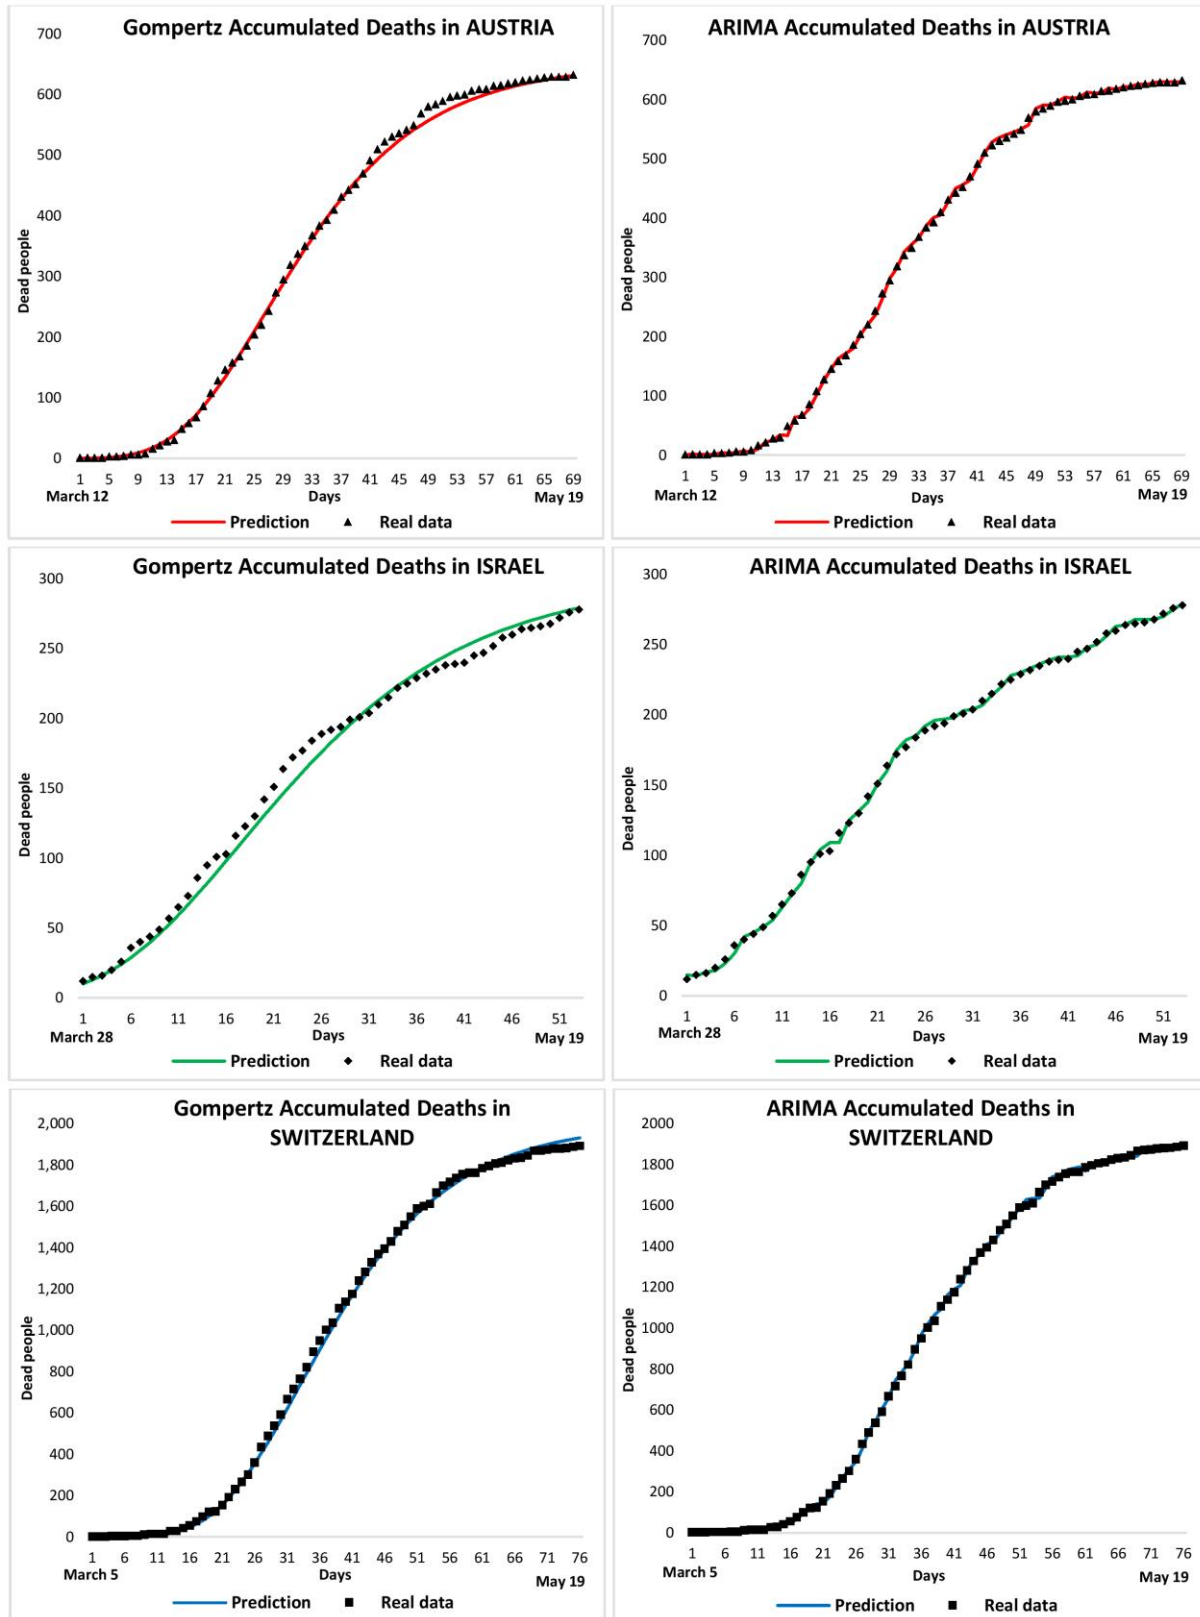 Gompertz Accumulated Deaths in AUSTRIA
700
600
500
400
300
200
100
0
Dead people
1 5 9 13 17 21 25 29 33 37 41 45 49 53 57 61 65 69
March 12 Days May 19
Prediction Real data
ARIMA Accumulated Deaths in AUSTRIA
700
600
500
400
300
200
100
0
Dead people
1 5 9 13 17 21 25 29 33 37 41 45 49 53 57 61 65 69
March 12 Days May 19
Prediction Real data
Gompertz Accumulated Deaths in ISRAEL
300
250
200
150
100
50
0
Dead people
1 6 11 16 21 26 31 36 41 46 51
March 28 Days May 19
Prediction Real data
ARIMA Accumulated Deaths in ISRAEL
300
250
200
150
100
50
0
Dead people
1 6 11 16 21 26 31 36 41 46 51
March 28 Days May 19
Prediction Real data
Gompertz Accumulated Deaths in
SWITZERLAND
2,000
1,800
1,600
1,400
1,200
1,000
800
600
400
200
0
Dead people
1 6 11 16 21 26 31 36 41 46 51 56 61 66 71 76
March 5 Days May 19
Prediction Real data
ARIMA Accumulated Deaths in
SWITZERLAND
2000
1800
1600
1400
1200
1000
800
600
400
200
0
Dead people
1 6 11 16 21 26 31 36 41 46 51 56 61 66 71 76
March 5 Days May 19
Prediction Real data